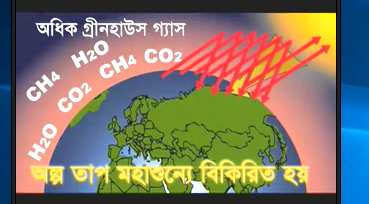 অধিক গ্রীনহাউস গ্যাস
H2O CH4 CO2
CH4
CO2
H2O
অল্প তাপ মহাশুন্যে বিকিরিত হয়